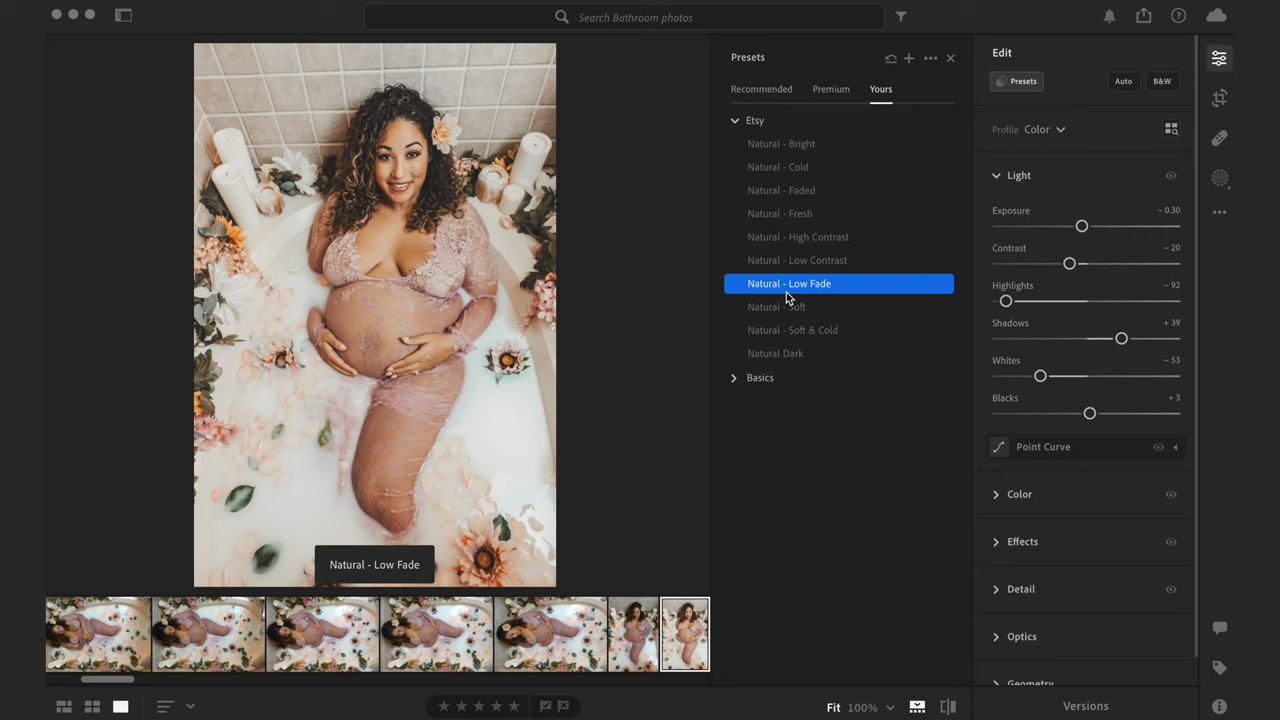 Search Bathroom photos
Presets
Recommended
Premium
Yours
Etsy
Natural - Bright
Natural - Cold
Natural - Faded
Natural - Fresh
Natural - High Contrast
Natural - Low Contrast
Natural - Low Fade
Natural - Soft
Natural - Soft & Cold
Natural Dark
Basics
Natural - Low Fade
Edit
Presets
Auto
B&W
Profile Color
Light
Exposure − 0.30
Contrast − 20
Highlights − 92
Shadows + 39
Whites − 53
Blacks + 3
Point Curve
Color
Effects
Detail
Optics
Geometry
Fit 100%
Versions